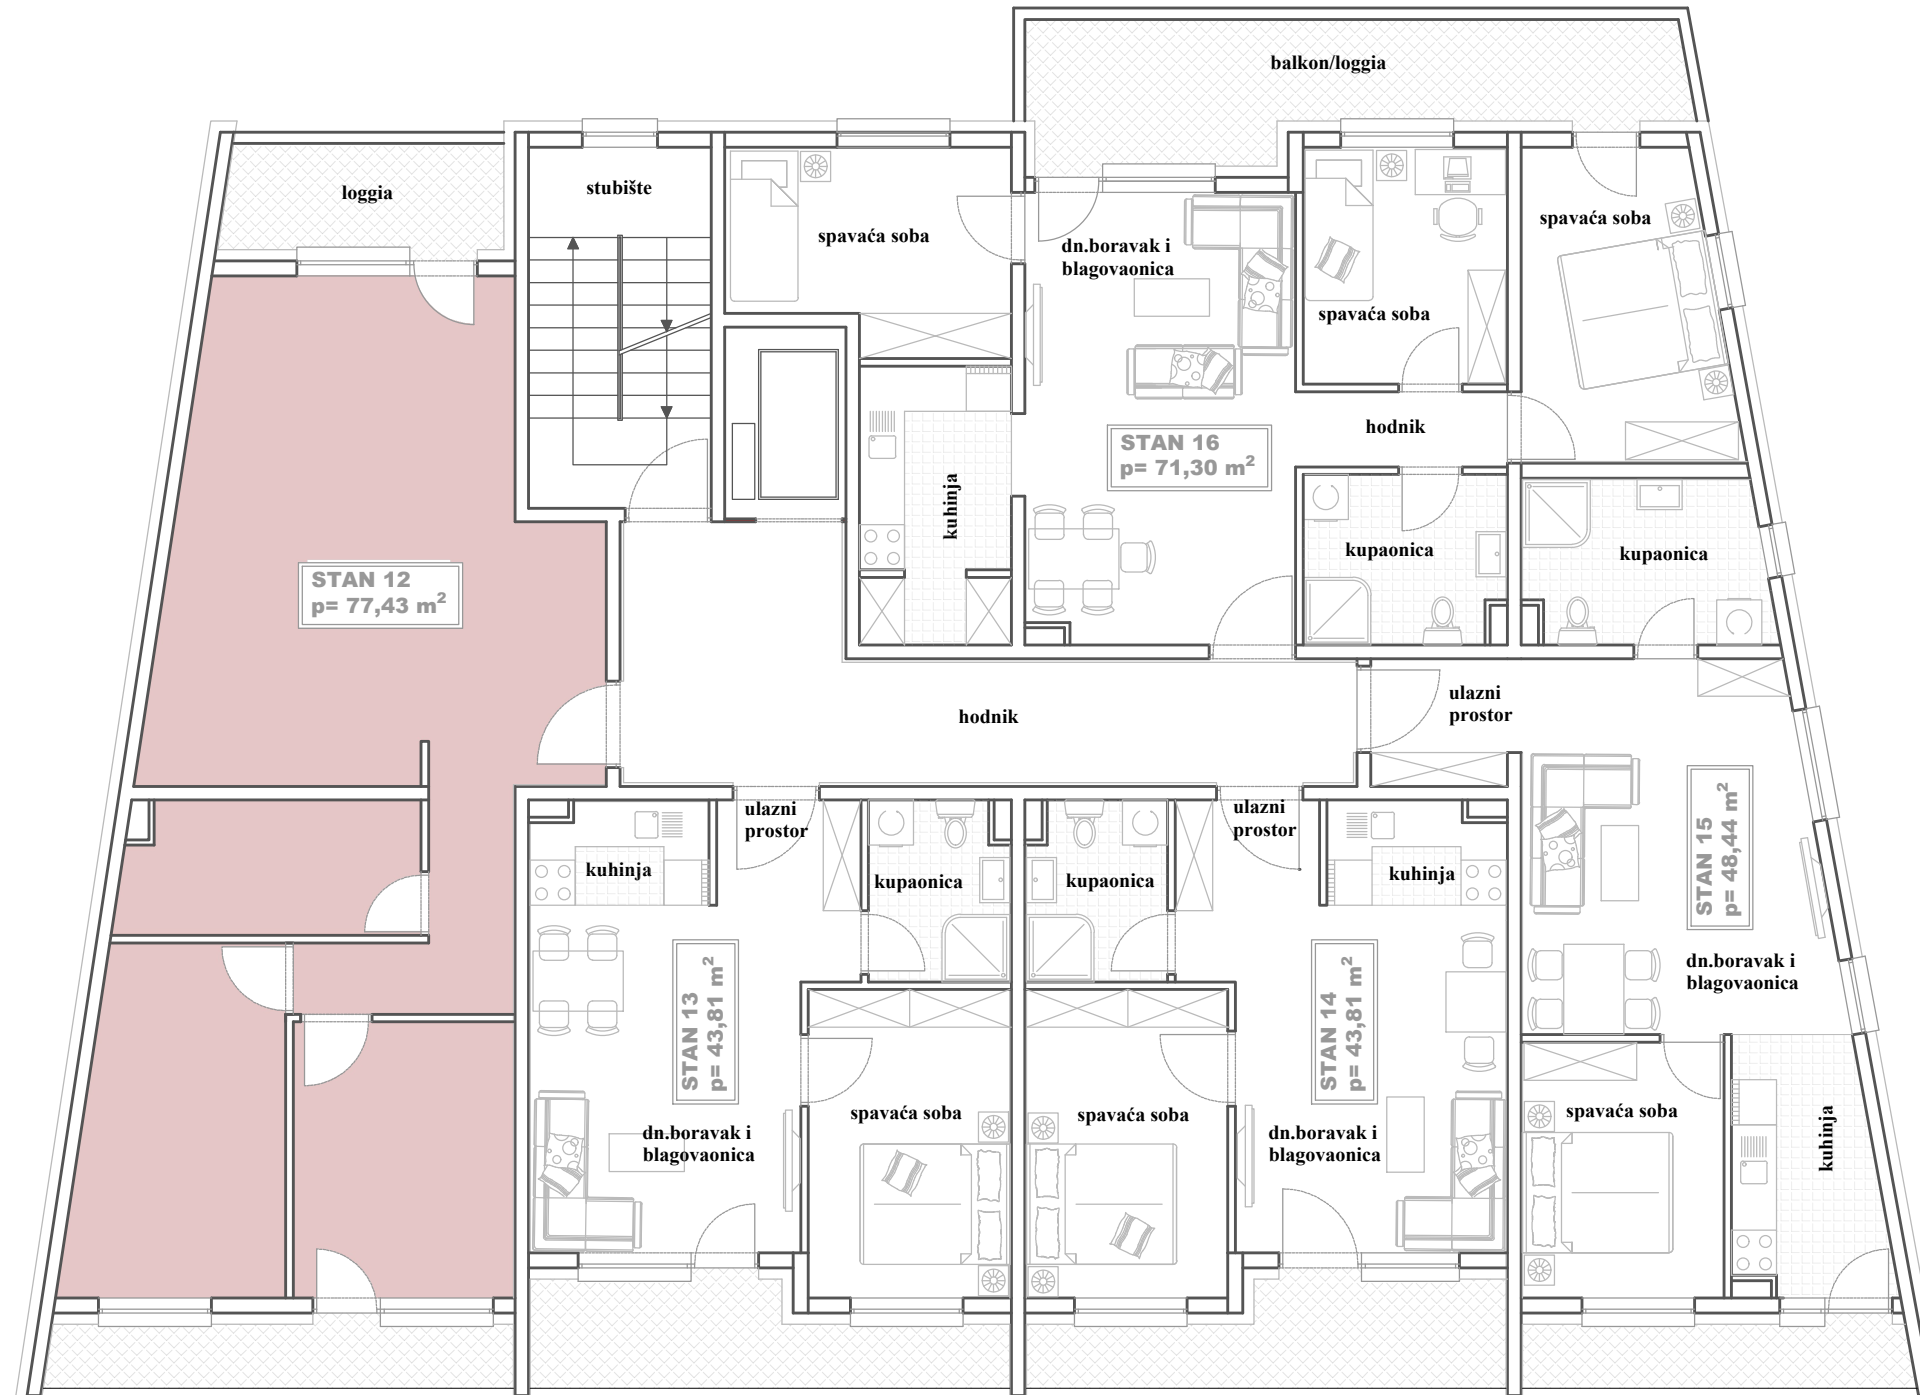 balkon/loggia
loggia
stubište
spavaća soba
dn.boravak i
blagovaonica
spavaća soba
spavaća soba
hodnik
STAN 16
p= 71,30 m²
kuhinja
kupaonica
kupaonica
STAN 12
p= 77,43 m²
hodnik
ulazni
prostor
ulazni
prostor
ulazni
prostor
kuhinja
kupaonica
kupaonica
kuhinja
STAN 15
p= 48,44 m²
dn.boravak i
blagovaonica
STAN 13
p= 43,81 m²
STAN 14
p= 43,81 m²
spavaća soba
spavaća soba
spavaća soba
kuhinja
dn.boravak i
blagovaonica
dn.boravak i
blagovaonica